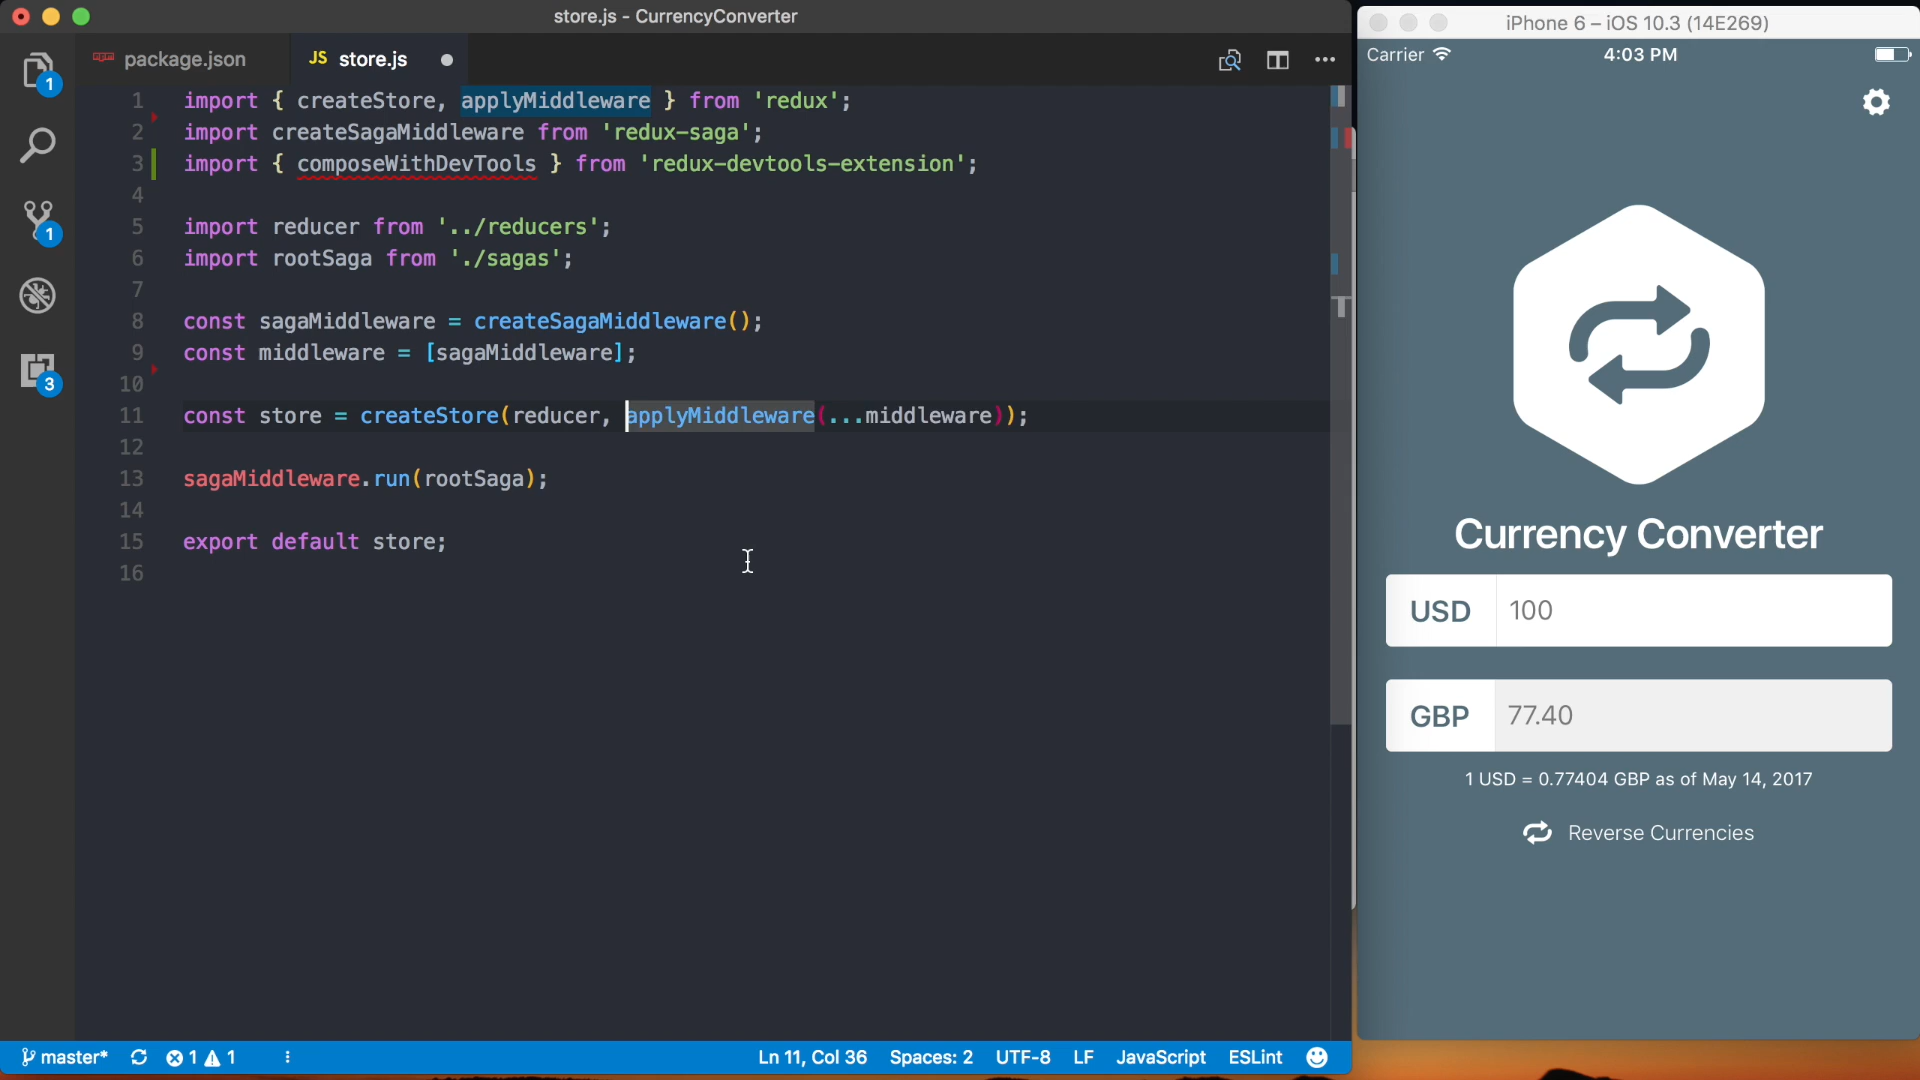 store.js - CurrencyConverter
package.json
JS store.js
1 import { createStore, applyMiddleware } from 'redux';
2 import createSagaMiddleware from 'redux-saga';
3 import { composeWithDevTools } from 'redux-devtools-extension';
4
5 import reducer from '../reducers';
6 import rootSaga from './sagas';
7
8 const sagaMiddleware = createSagaMiddleware();
9 const middleware = [sagaMiddleware];
10
11 const store = createStore(reducer, applyMiddleware(...middleware));
12
13 sagaMiddleware.run(rootSaga);
14
15 export default store;
16
1
1
3
master* 1 1 Ln 11, Col 36 Spaces: 2 UTF-8 LF JavaScript ESLint
iPhone 6 – iOS 10.3 (14E269)
Carrier 4:03 PM
Currency Converter
USD 100
GBP 77.40
1 USD = 0.77404 GBP as of May 14, 2017
Reverse Currencies